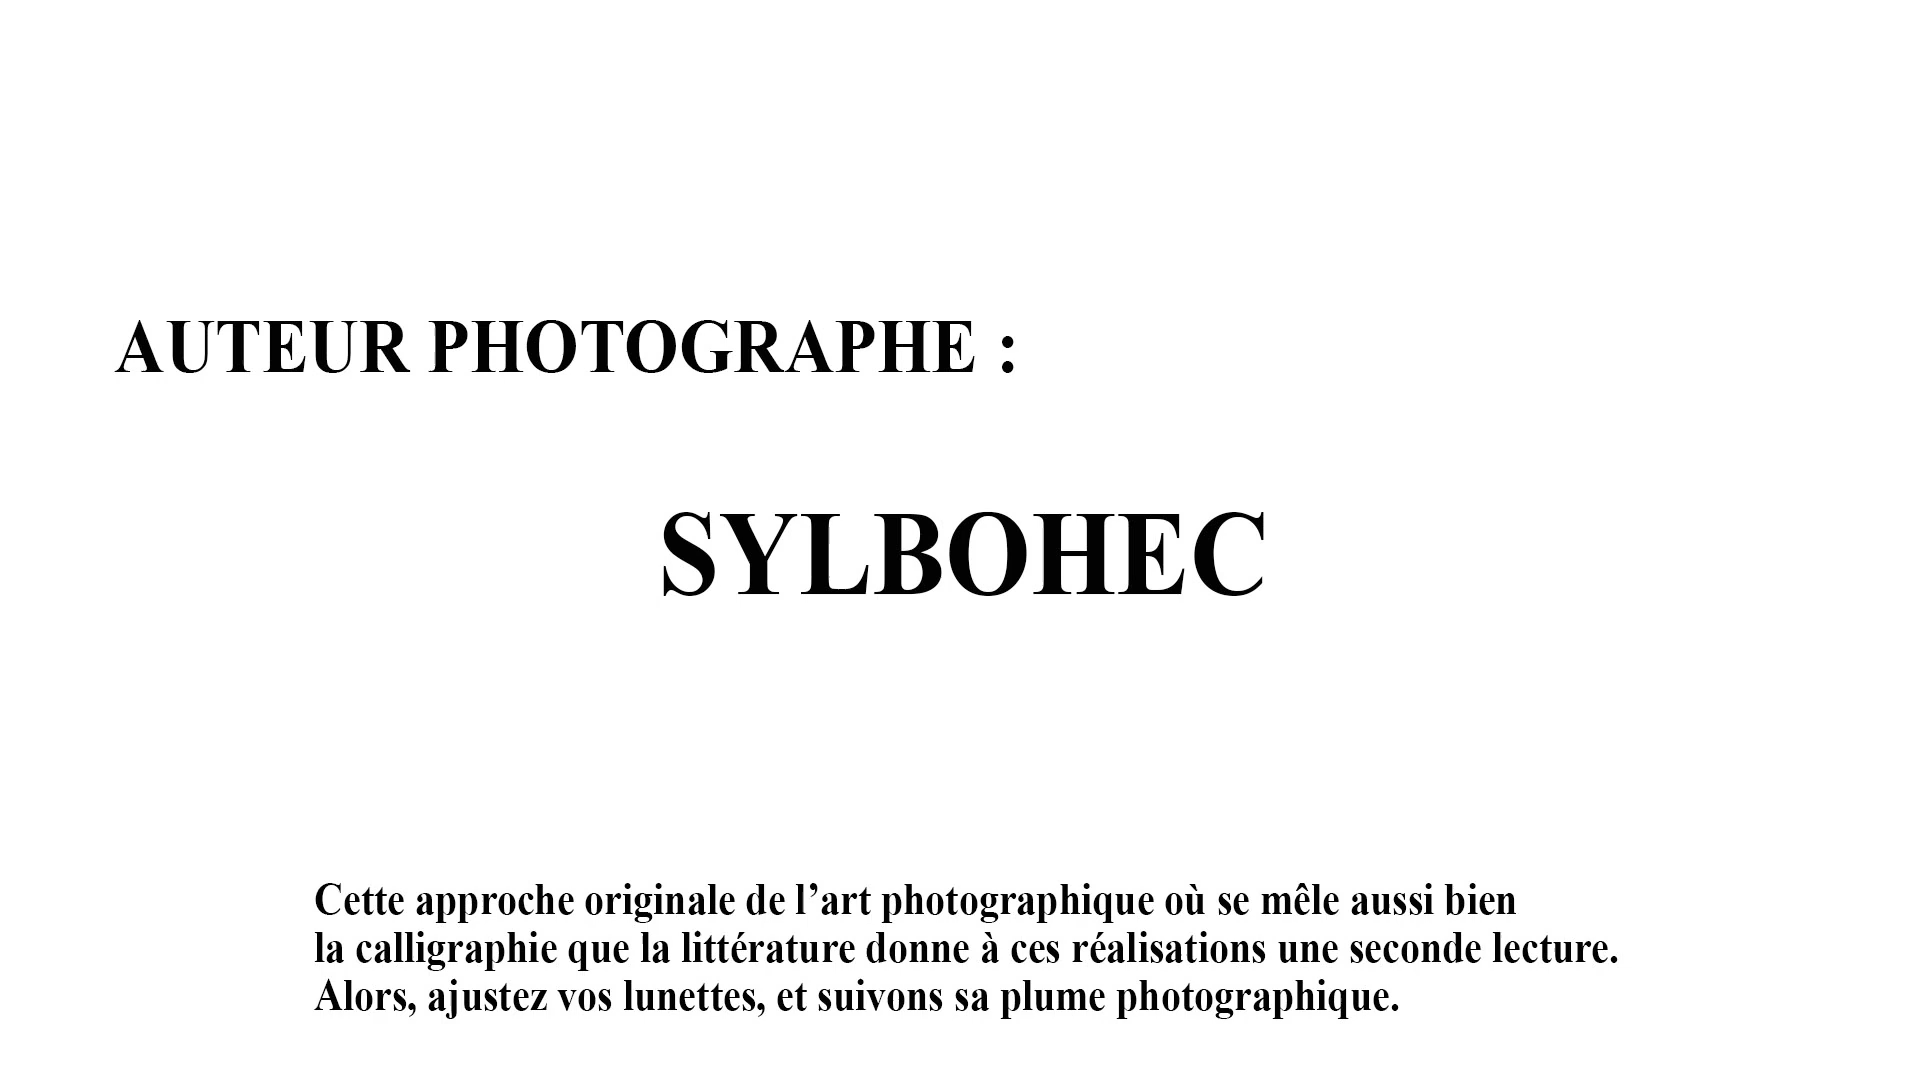 AUTEUR PHOTOGRAPHE :
SYLBOHEC
Cette approche originale de l’art photographique où se mêle aussi bien
la calligraphie que la littérature donne à ces réalisations une seconde lecture.
Alors, ajustez vos lunettes, et suivons sa plume photographique.